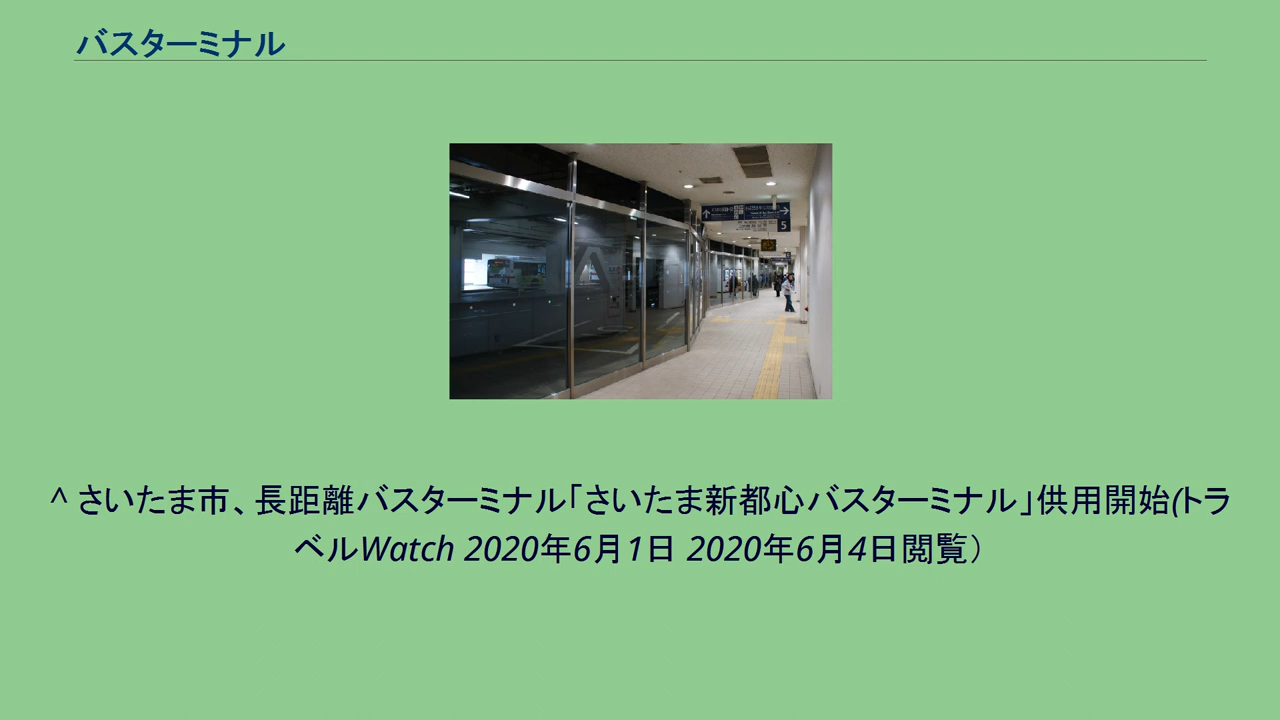 バスターミナル
5
^ さいたま市、長距離バスターミナル「さいたま新都心バスターミナル」供用開始(トラ
ベルWatch 2020年6月1日 2020年6月4日閲覧）